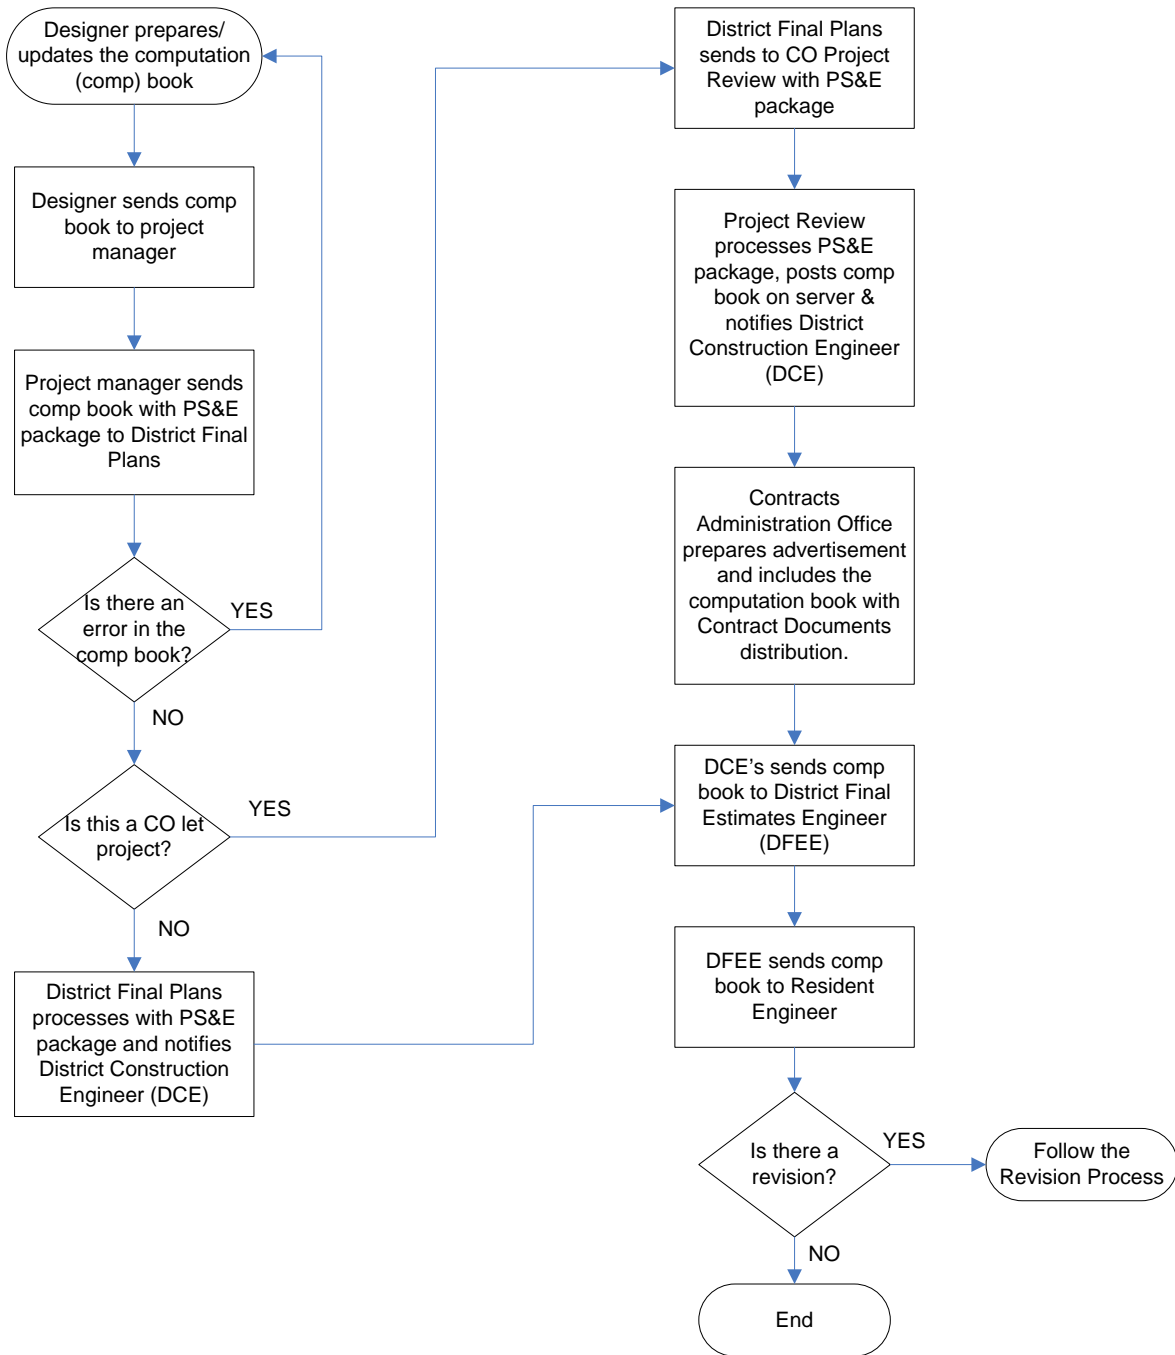 Designer prepares/
updates the computation
(comp) book
Designer sends comp
book to project
manager
Project manager sends
comp book with PS&E
package to District Final
Plans
Is there an
error in the
comp book?
YES
NO
Is this a CO let
project?
YES
NO
District Final Plans
processes with PS&E
package and notifies
District Construction
Engineer (DCE)
District Final Plans
sends to CO Project
Review with PS&E
package
Project Review
processes PS&E
package, posts comp
book on server &
notifies District
Construction Engineer
(DCE)
Contracts
Administration Office
prepares advertisement
and includes the
computation book with
Contract Documents
distribution.
DCE's sends comp
book to District Final
Estimates Engineer
(DFEE)
DFEE sends comp
book to Resident
Engineer
Is there a
revision?
YES
Follow the
Revision Process
NO
End